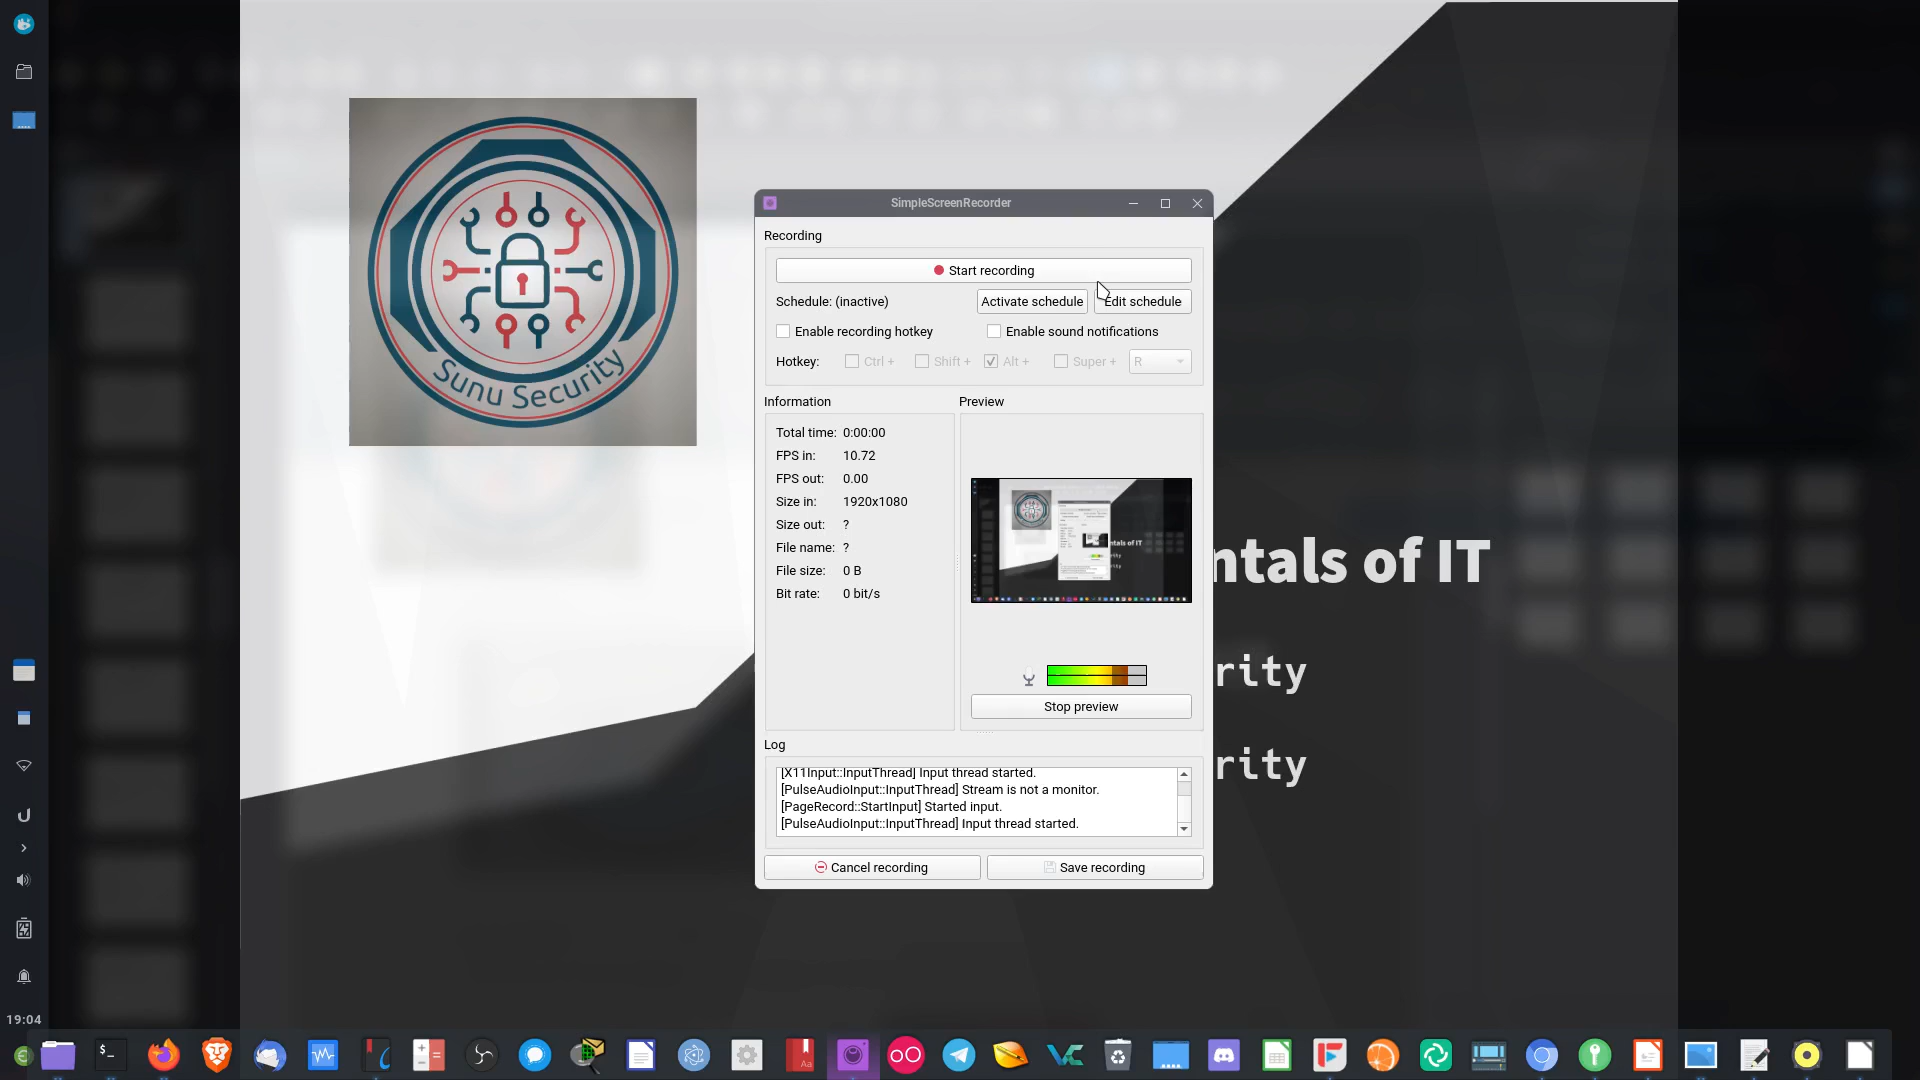 SimpleScreenRecorder
Recording
Start recording
Schedule: (inactive)
Activate schedule
Edit schedule
Enable recording hotkey
Enable sound notifications
Hotkey:
Ctrl +
Shift +
Alt +
Super +
R
Information
Total time: 0:00:00
FPS in: 10.72
FPS out: 0.00
Size in: 1920x1080
Size out: ?
File name: ?
File size: 0 B
Bit rate: 0 bit/s
Preview
Stop preview
Log
[X11Input::InputThread] Input thread started.
[PulseAudioInput::InputThread] Stream is not a monitor.
[PageRecord::StartInput] Started input.
[PulseAudioInput::InputThread] Input thread started.
Cancel recording
Save recording
Sunu Security
ntals of IT
rity
rity
19:04